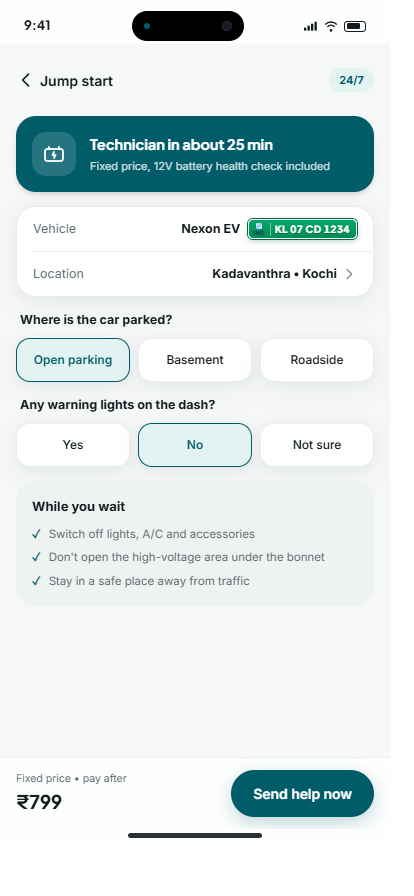 9:41
Jump start
24/7
Technician in about 25 min
Fixed price, 12V battery health check included
Vehicle
Nexon EV
IND
KL 07 CD 1234
Location
Kadavanthra • Kochi
Where is the car parked?
Open parking
Basement
Roadside
Any warning lights on the dash?
Yes
No
Not sure
While you wait
✓ Switch off lights, A/C and accessories
✓ Don't open the high-voltage area under the bonnet
✓ Stay in a safe place away from traffic
Fixed price • pay after
₹799
Send help now